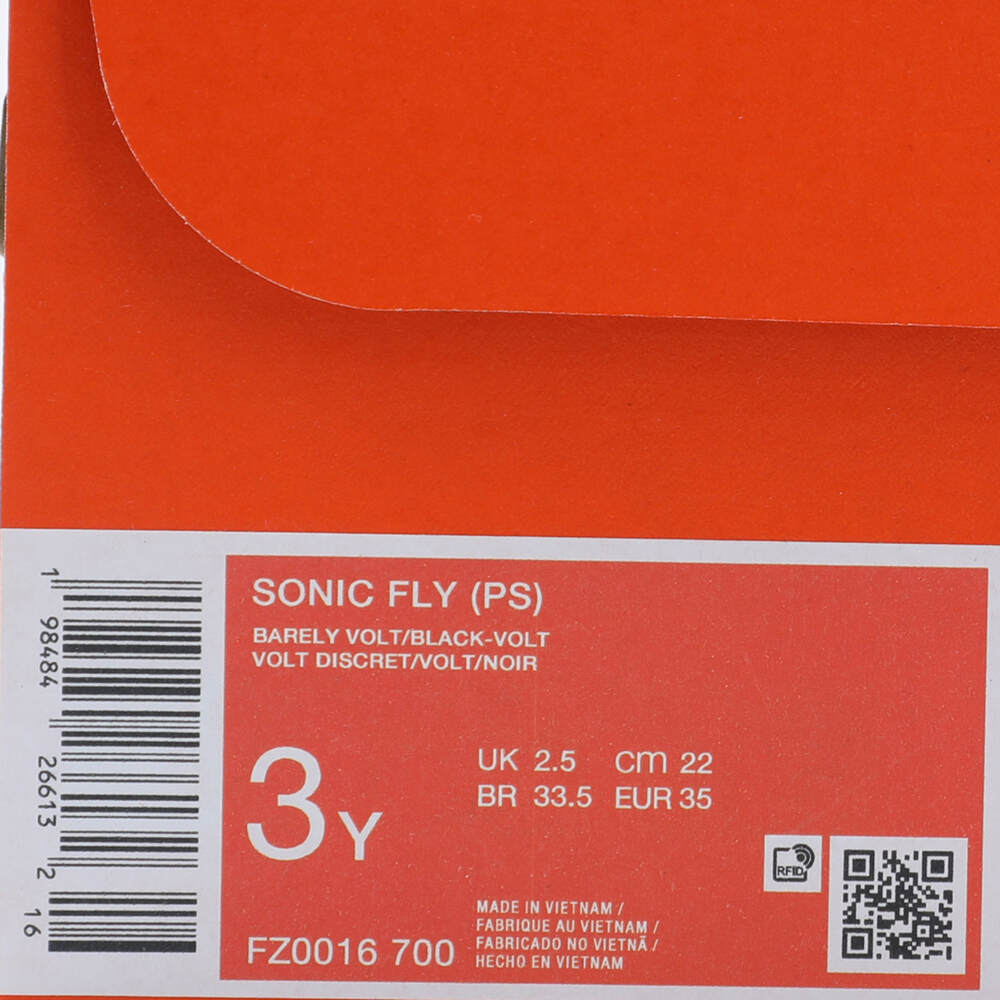 SONIC FLY (PS)
BARELY VOLT/BLACK-VOLT
VOLT DISCRET/VOLT/NOIR
3Y
UK 2.5 cm 22
BR 33.5 EUR 35
RFID
FZ0016 700
MADE IN VIETNAM /
FABRIQUE AU VIETNAM /
FABRICADO NO VIETNÃ /
HECHO EN VIETNAM
1 98484 26613 2 16